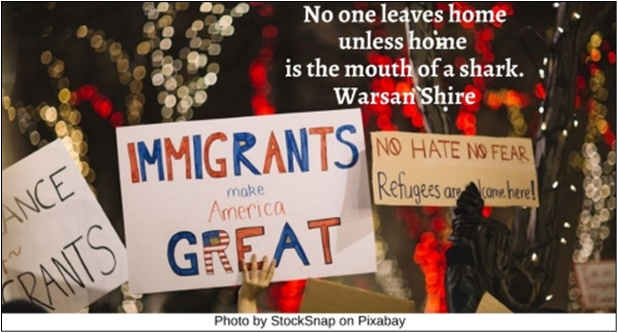 No one leaves home
unless home
is the mouth of a shark.
Warsan Shire
IMMIGRANTS
make
America
GREAT
NO HATE NO FEAR
Refugees are lcome here!
ANCE
GRANTS
Photo by StockSnap on Pixabay